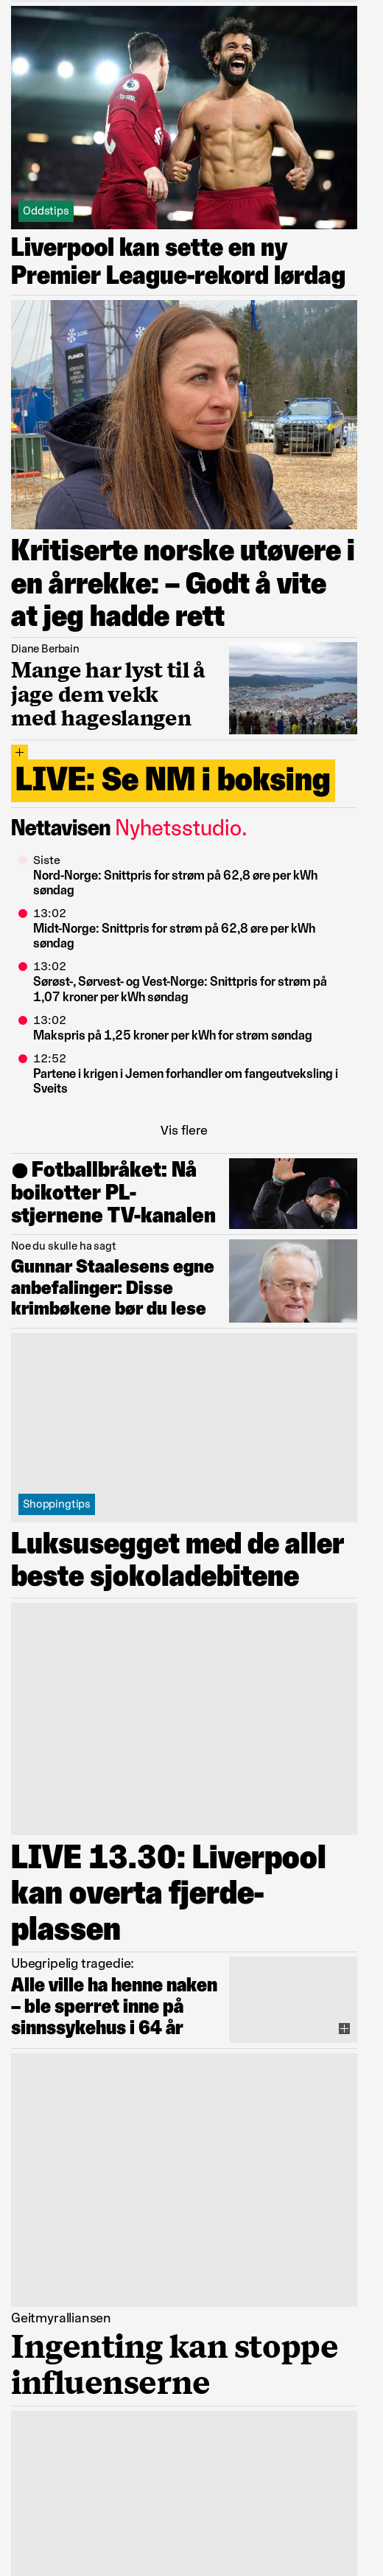 Oddstips
Liverpool kan sette en ny
Premier League-rekord lørdag
Kritiserte norske utøvere i
en årrekke: – Godt å vite
at jeg hadde rett
Diane Berbain
Mange har lyst til å
jage dem vekk
med hageslangen
+
LIVE: Se NM i boksing
Nettavisen Nyhetsstudio.
Siste
Nord-Norge: Snittpris for strøm på 62,8 øre per kWh
søndag
13:02
Midt-Norge: Snittpris for strøm på 62,8 øre per kWh
søndag
13:02
Sørøst-, Sørvest- og Vest-Norge: Snittpris for strøm på
1,07 kroner per kWh søndag
13:02
Makspris på 1,25 kroner per kWh for strøm søndag
12:52
Partene i krigen i Jemen forhandler om fangeutveksling i
Sveits
Vis flere
● Fotballbråket: Nå
boikotter PL-
stjernene TV-kanalen
Noe du skulle ha sagt
Gunnar Staalesens egne
anbefalinger: Disse
krimbøkene bør du lese
Shoppingtips
Luksusegget med de aller
beste sjokoladebitene
LIVE 13.30: Liverpool
kan overta fjerde-
plassen
Ubegripelig tragedie:
Alle ville ha henne naken
– ble sperret inne på
sinnssykehus i 64 år
+
Geitmyralliansen
Ingenting kan stoppe
influenserne